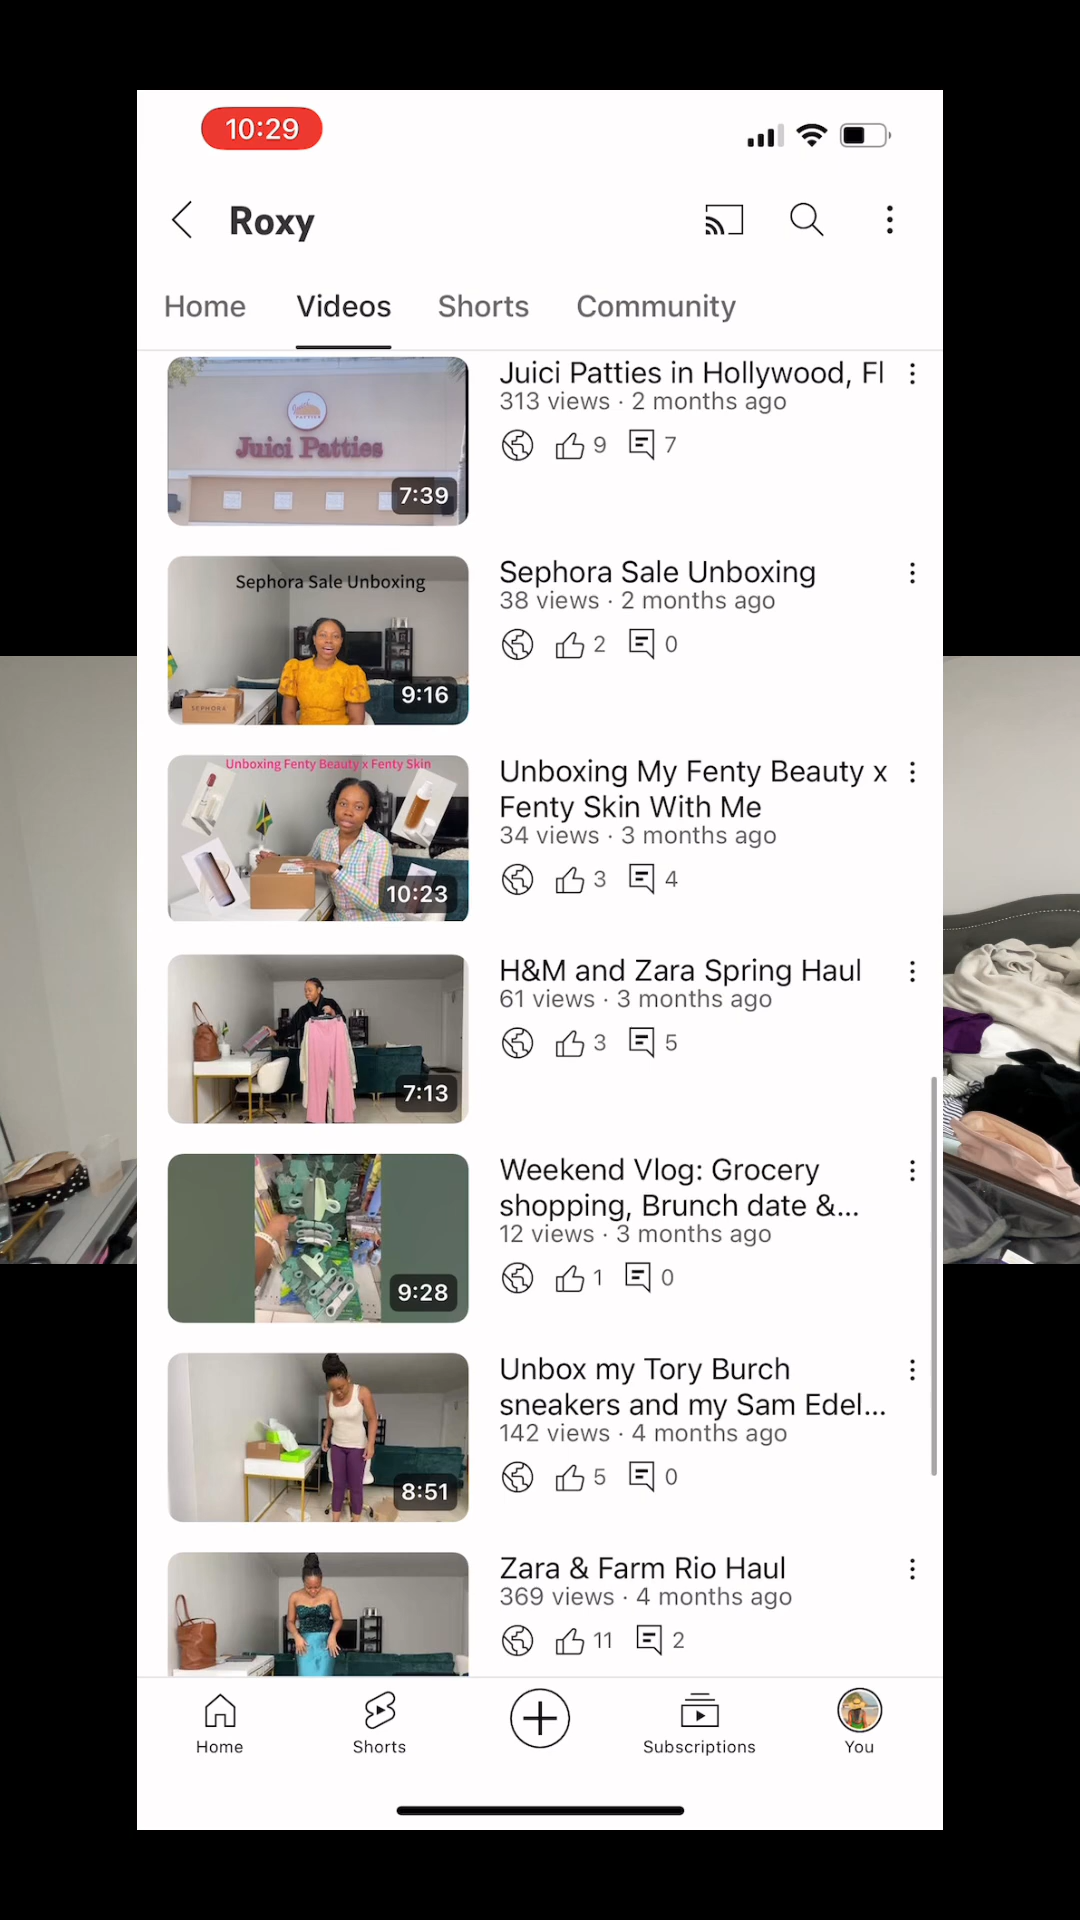 10:29
Roxy
Home Videos Shorts Community
Juici Patties
7:39
Juici Patties in Hollywood, Fl
313 views · 2 months ago
9 7
Sephora Sale Unboxing
SEPHORA
9:16
Sephora Sale Unboxing
38 views · 2 months ago
2 0
Unboxing Fenty Beauty x Fenty Skin
10:23
Unboxing My Fenty Beauty x
Fenty Skin With Me
34 views · 3 months ago
3 4
7:13
H&M and Zara Spring Haul
61 views · 3 months ago
3 5
9:28
Weekend Vlog: Grocery
shopping, Brunch date &...
12 views · 3 months ago
1 0
8:51
Unbox my Tory Burch
sneakers and my Sam Edel...
142 views · 4 months ago
5 0
Zara & Farm Rio Haul
369 views · 4 months ago
11 2
Home Shorts Subscriptions You